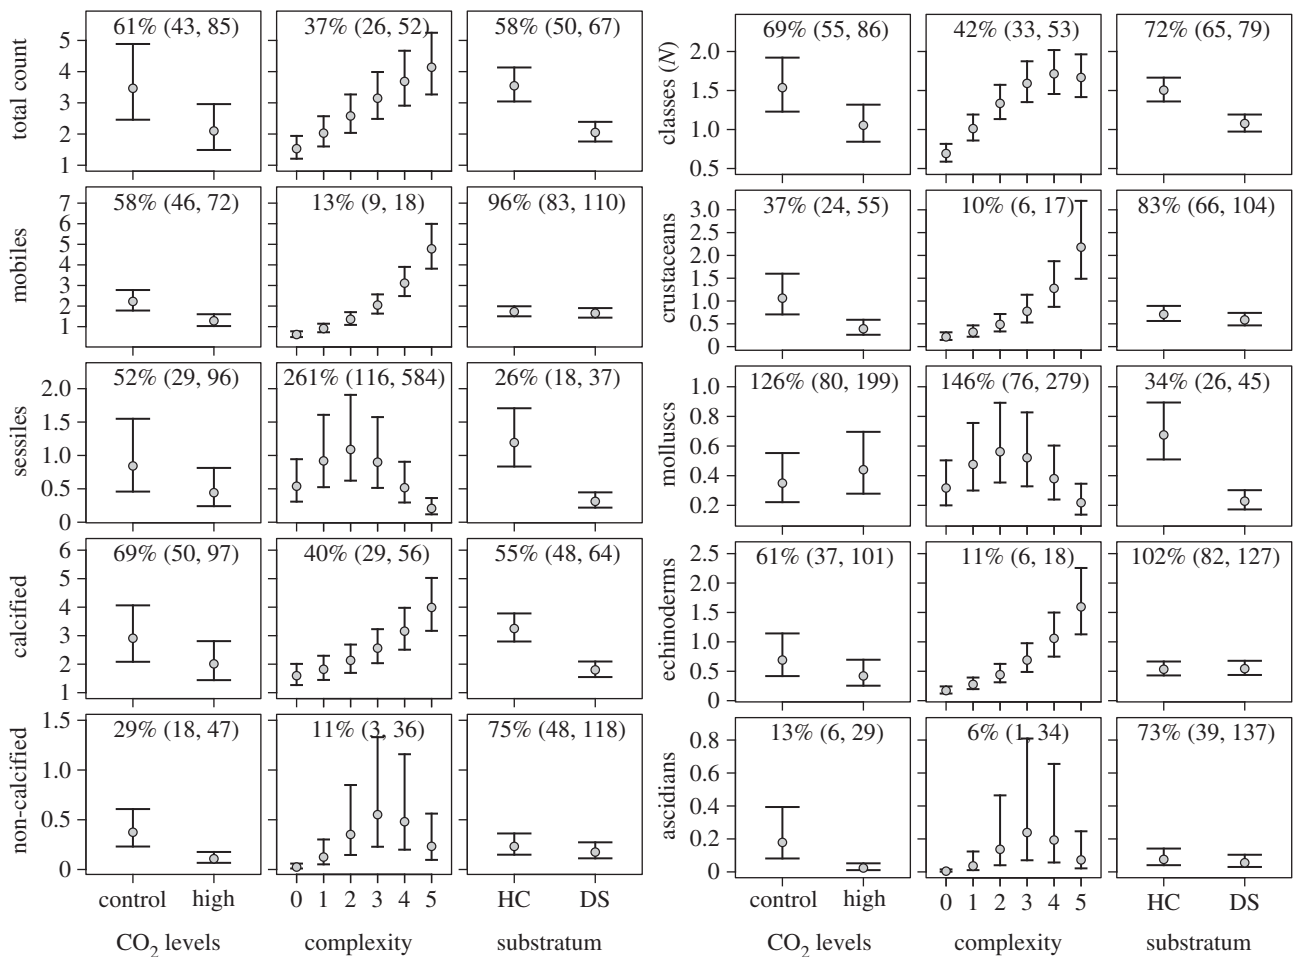 61% (43, 85) 37% (26, 52) 58% (50, 67)
total count
5
4
3
2
1
58% (46, 72) 13% (9, 18) 96% (83, 110)
mobiles
7
6
5
4
3
2
1
52% (29, 96) 261% (116, 584) 26% (18, 37)
sessiles
2.0
1.5
1.0
0.5
0
69% (50, 97) 40% (29, 56) 55% (48, 64)
calcified
6
5
4
3
2
1
29% (18, 47) 11% (3, 36) 75% (48, 118)
non-calcified
1.5
1.0
0.5
0
control high 0 1 2 3 4 5 HC DS
CO2 levels complexity substratum
69% (55, 86) 42% (33, 53) 72% (65, 79)
classes (N)
2.0
1.5
1.0
0.5
37% (24, 55) 10% (6, 17) 83% (66, 104)
crustaceans
3.0
2.5
2.0
1.5
1.0
0.5
0
126% (80, 199) 146% (76, 279) 34% (26, 45)
molluscs
1.0
0.8
0.6
0.4
0.2
61% (37, 101) 11% (6, 18) 102% (82, 127)
echinoderms
2.5
2.0
1.5
1.0
0.5
0
13% (6, 29) 6% (1, 34) 73% (39, 137)
ascidians
0.8
0.6
0.4
0.2
0
control high 0 1 2 3 4 5 HC DS
CO2 levels complexity substratum